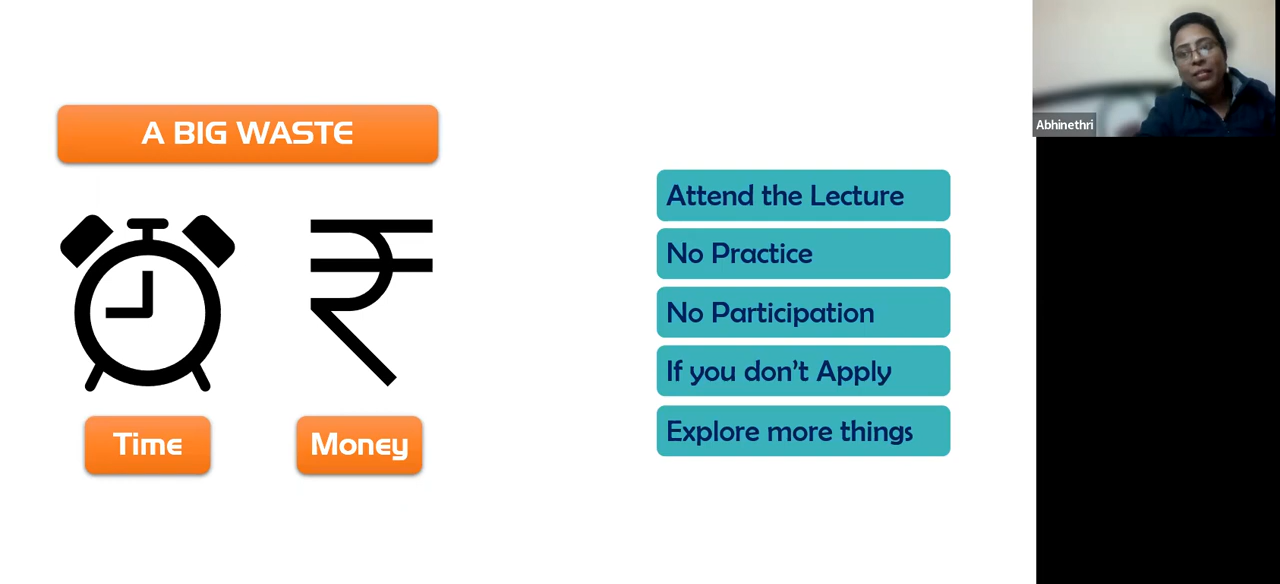 A BIG WASTE
Time
Money
Attend the Lecture
No Practice
No Participation
If you don’t Apply
Explore more things
Abhinethri